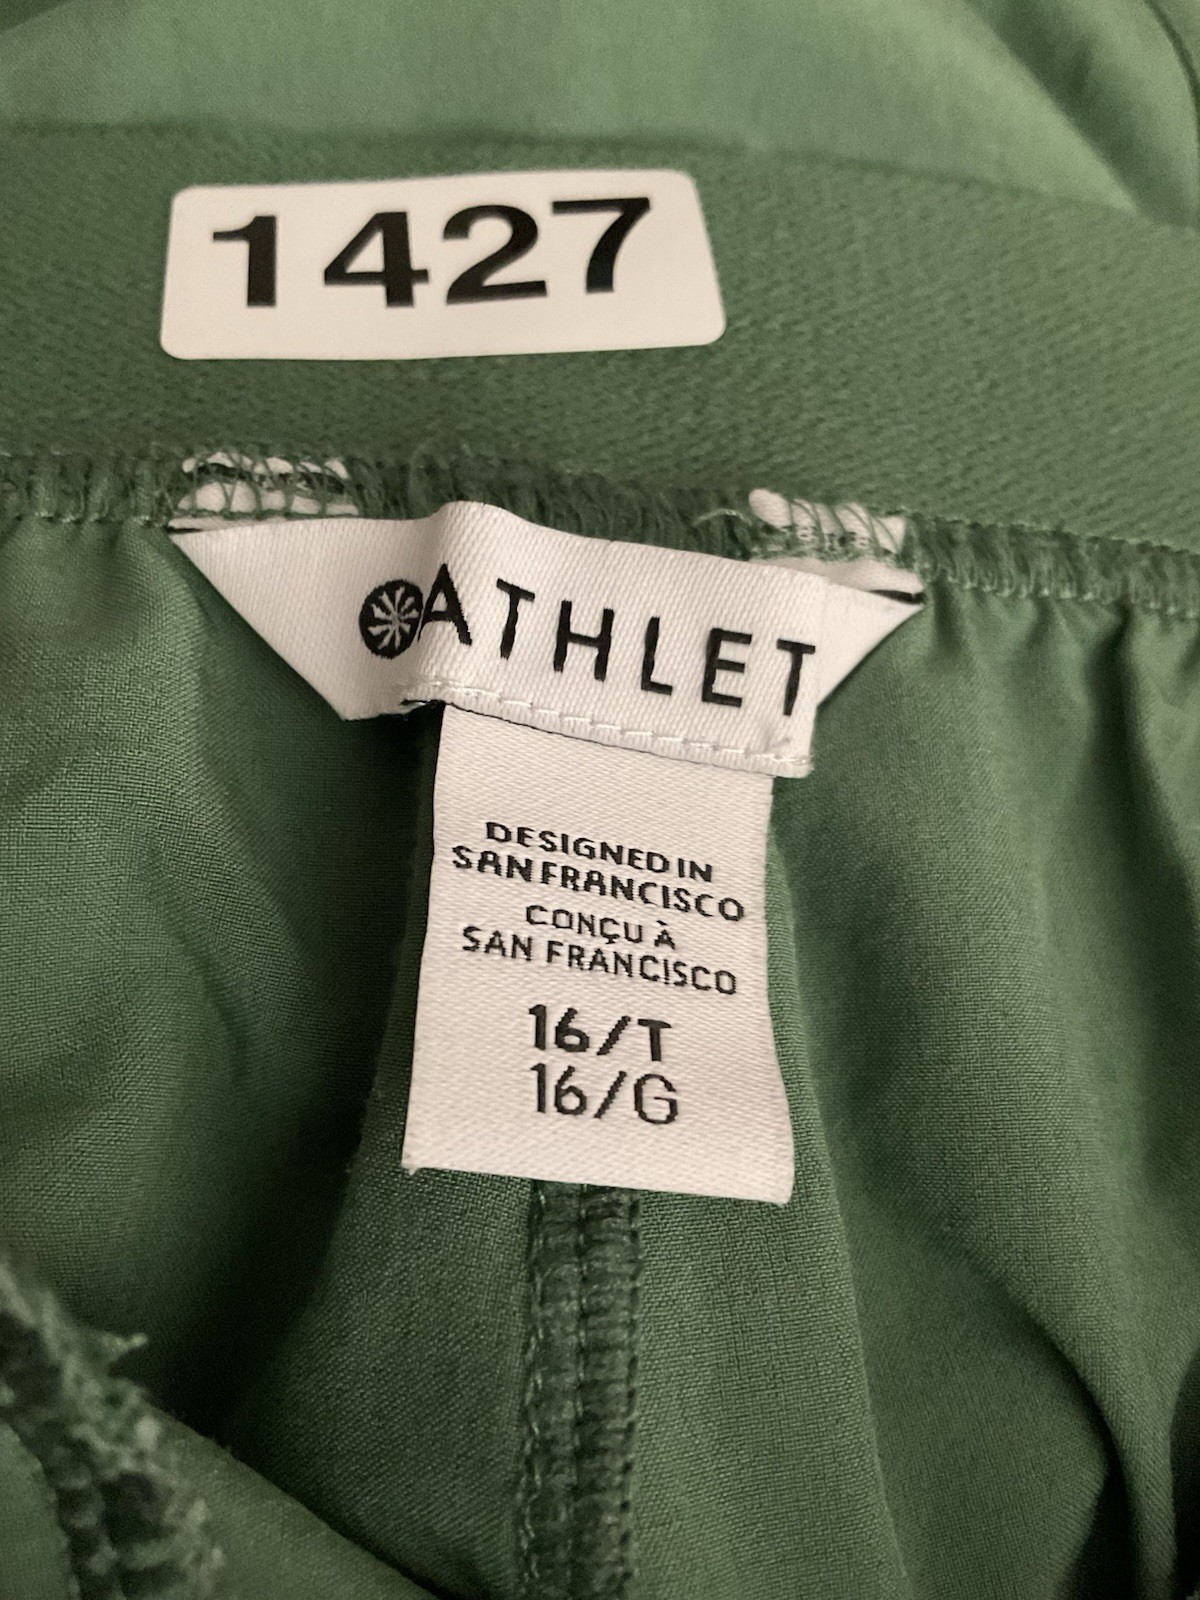 1427
ATHLET
DESIGNED IN
SAN FRANCISCO
CONÇU À
SAN FRANCISCO
16/T
16/G